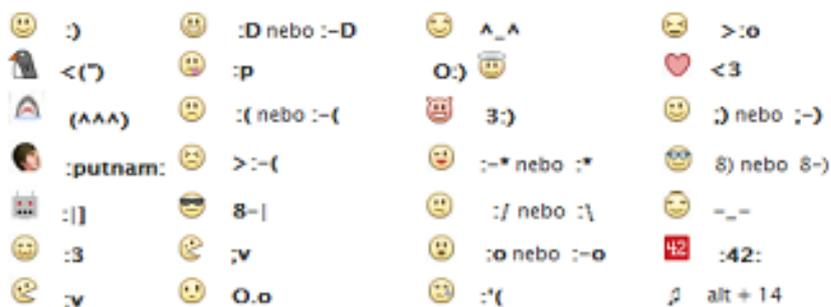 :) :D nebo :-D ^_^ >:o
<(") :p O:) <3
(^^^) :( nebo :-( 3:) ;) nebo ;-)
:putnam: >:-( :-* nebo :* 8) nebo 8-)
:|] 8-| :/ nebo :\ -_-
:3 ;v :o nebo :-o 42 :42:
:v O.o :'( alt + 14